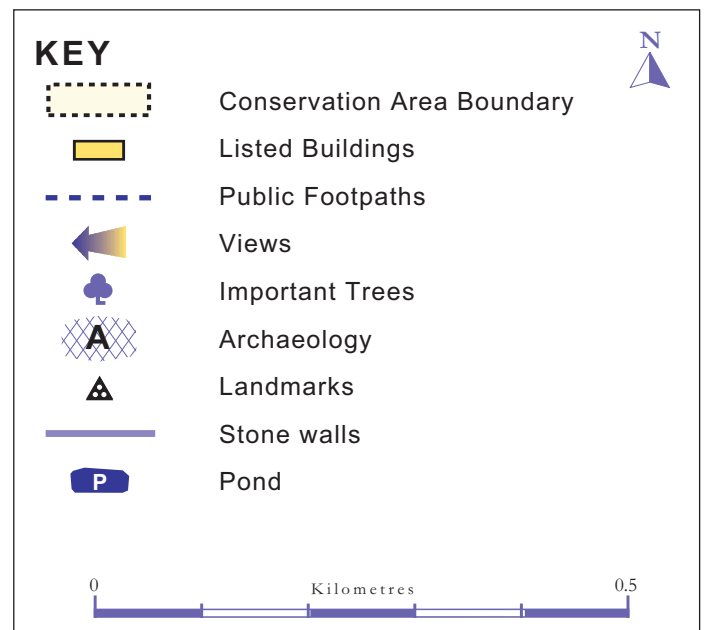 KEY
N
Conservation Area Boundary
Listed Buildings
Public Footpaths
Views
Important Trees
A
Archaeology
Landmarks
Stone walls
P
Pond
0
Kilometres
0.5